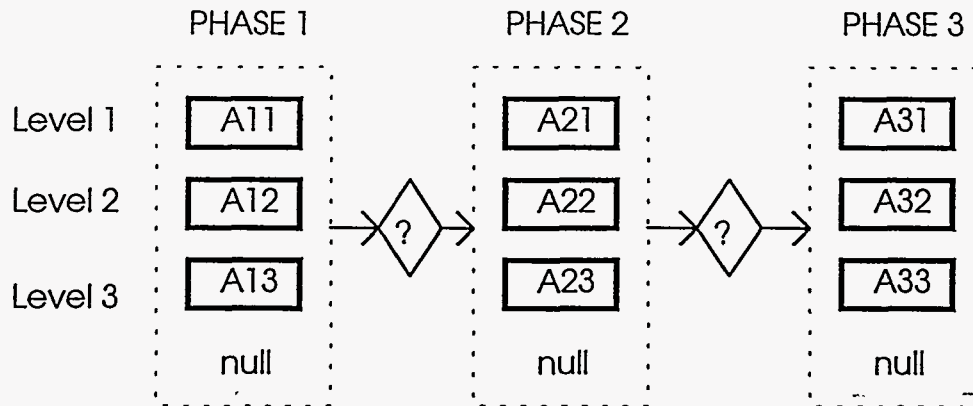 PHASE 1 PHASE 2 PHASE 3
Level 1 A11 A21 A31
Level 2 A12 A22 A32
? ?
Level 3 A13 A23 A33
null null null